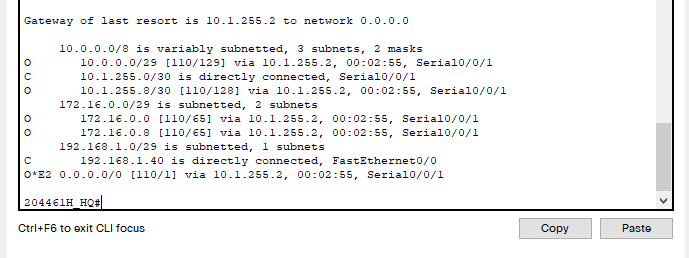 Gateway of last resort is 10.1.255.2 to network 0.0.0.0
10.0.0.0/8 is variably subnetted, 3 subnets, 2 masks
O 10.0.0.0/29 [110/129] via 10.1.255.2, 00:02:55, Serial0/0/1
C 10.1.255.0/30 is directly connected, Serial0/0/1
O 10.1.255.8/30 [110/128] via 10.1.255.2, 00:02:55, Serial0/0/1
172.16.0.0/29 is subnetted, 2 subnets
O 172.16.0.0 [110/65] via 10.1.255.2, 00:02:55, Serial0/0/1
O 172.16.0.8 [110/65] via 10.1.255.2, 00:02:55, Serial0/0/1
192.168.1.0/29 is subnetted, 1 subnets
C 192.168.1.40 is directly connected, FastEthernet0/0
O*E2 0.0.0.0/0 [110/1] via 10.1.255.2, 00:02:55, Serial0/0/1
204461H_HQ#
Ctrl+F6 to exit CLI focus Copy Paste